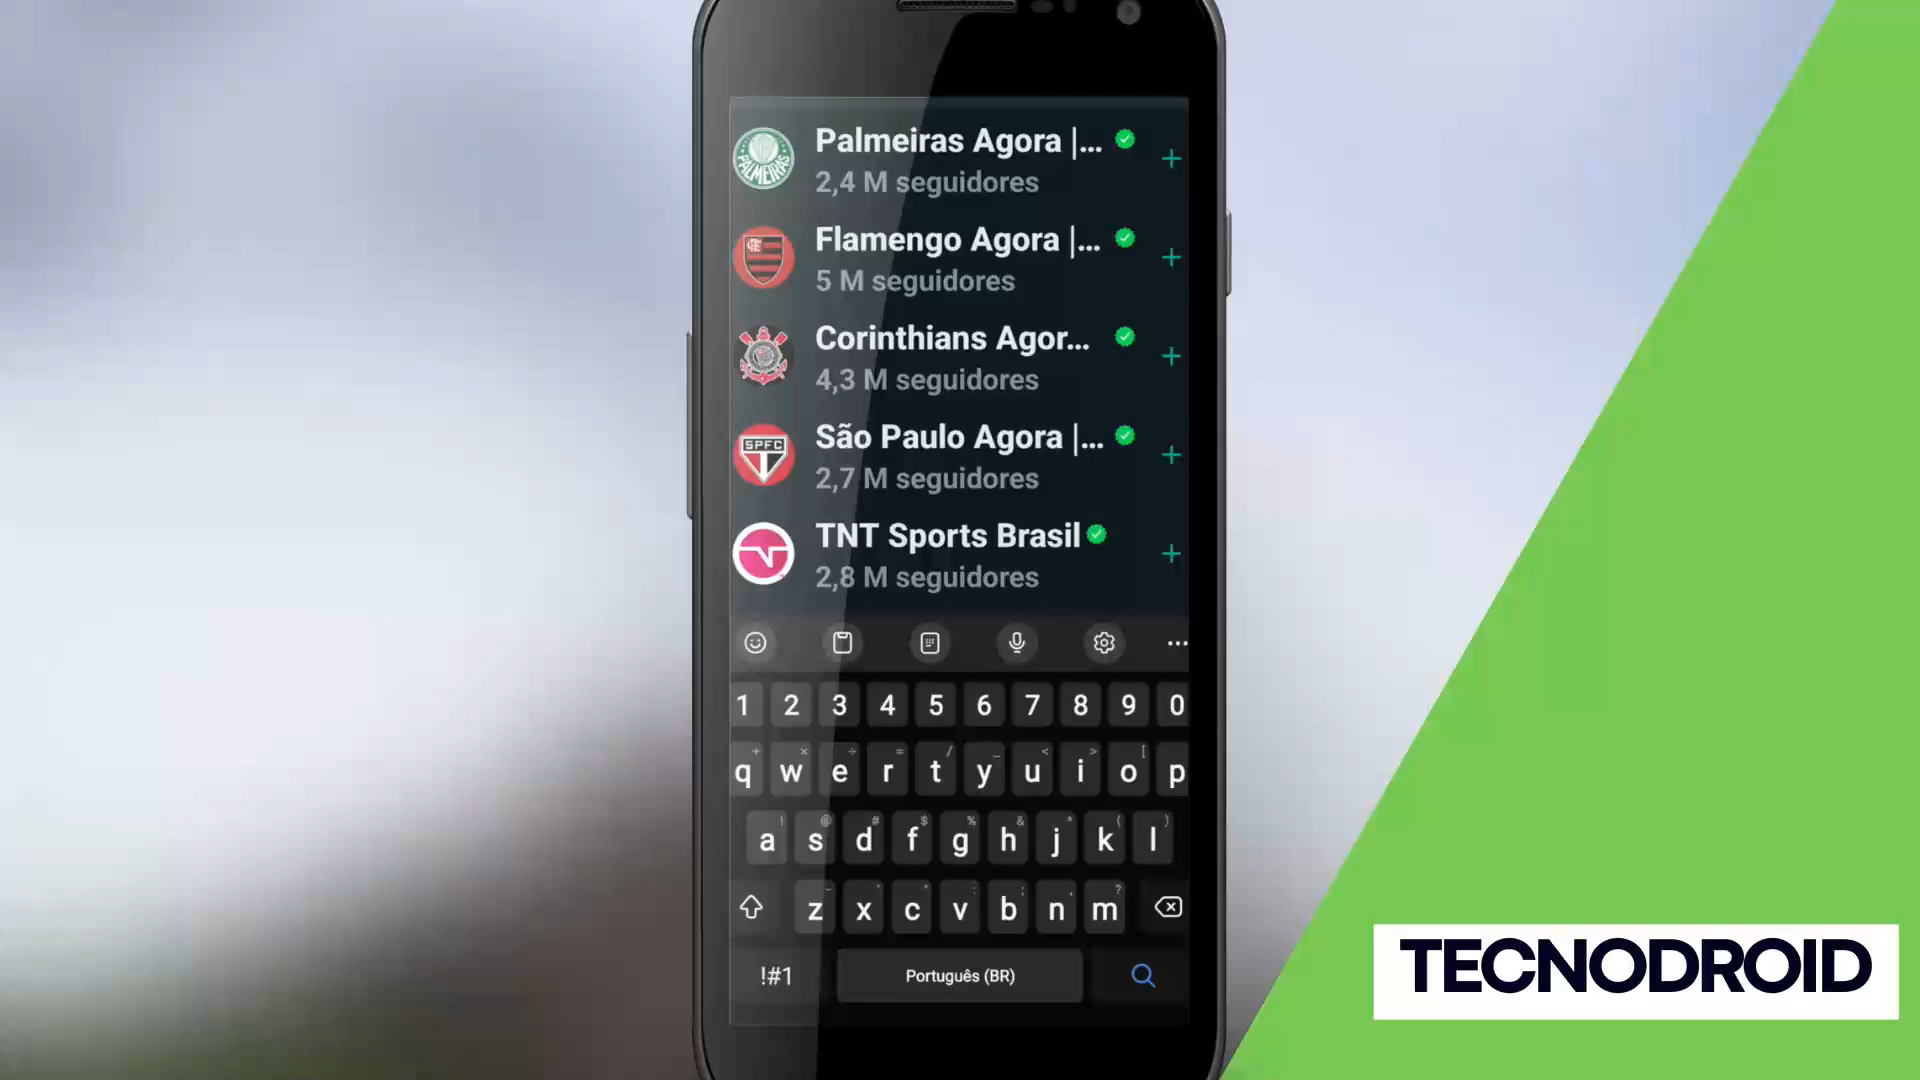 Palmeiras Agora |...
2,4 M seguidores
Flamengo Agora |...
5 M seguidores
Corinthians Agor...
4,3 M seguidores
São Paulo Agora |...
2,7 M seguidores
TNT Sports Brasil
2,8 M seguidores
PALMEIRAS
SPFC
1 2 3 4 5 6 7 8 9 0
q w e r t y u i o p
a s d f g h j k l
z x c v b n m
!#1 Português (BR)
TECNODROID